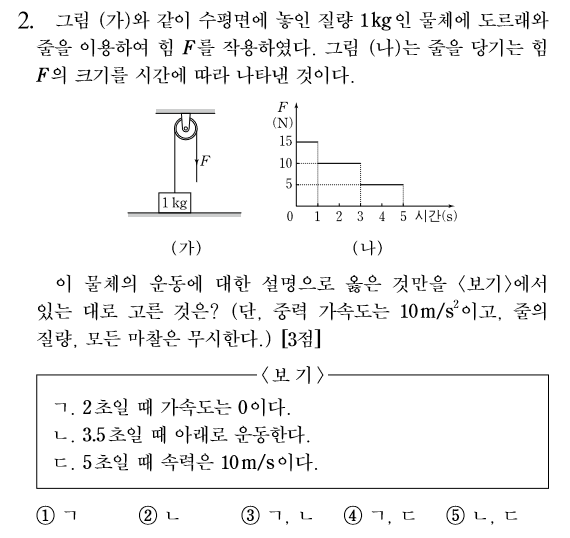 2. 그림 (가)와 같이 수평면에 놓인 질량 1kg인 물체에 도르래와
줄을 이용하여 힘 F를 작용하였다. 그림 (나)는 줄을 당기는 힘
F의 크기를 시간에 따라 나타낸 것이다.
F
1 kg
(가)
F
(N)
15
10
5
0 1 2 3 4 5 시간(s)
(나)
이 물체의 운동에 대한 설명으로 옳은 것만을 〈보기〉에서
있는 대로 고른 것은? (단, 중력 가속도는 10m/s²이고, 줄의
질량, 모든 마찰은 무시한다.) [3점]
〈보 기〉
ㄱ. 2초일 때 가속도는 0이다.
ㄴ. 3.5초일 때 아래로 운동한다.
ㄷ. 5초일 때 속력은 10m/s이다.
① ㄱ ② ㄴ ③ ㄱ, ㄴ ④ ㄱ, ㄷ ⑤ ㄴ, ㄷ